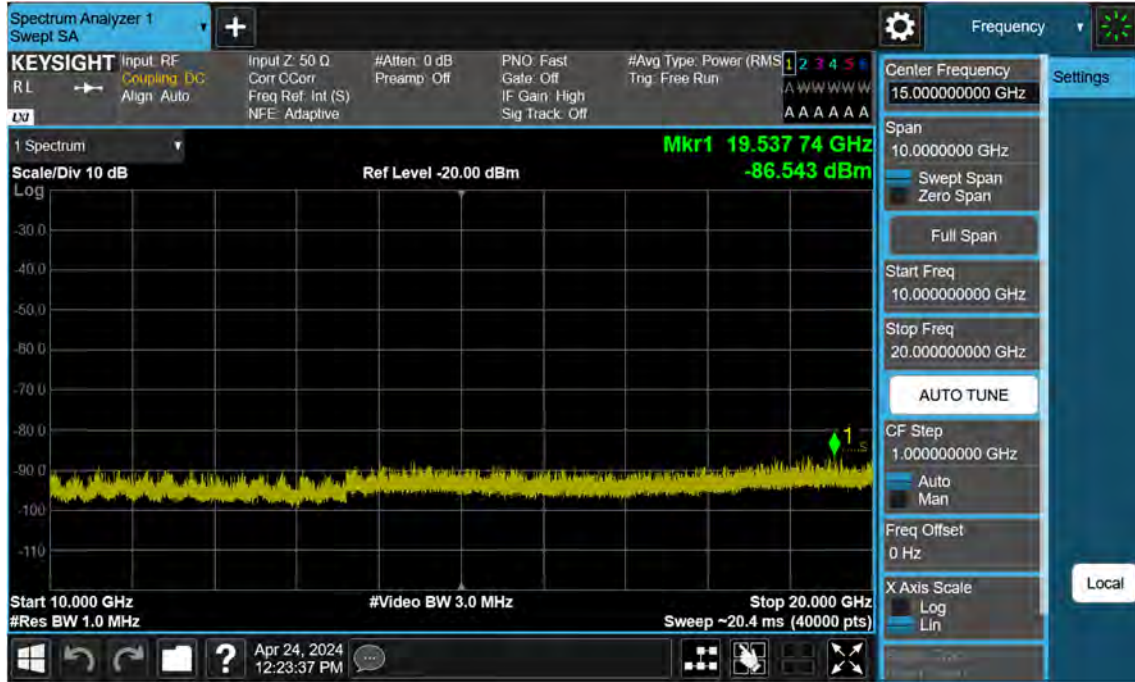 Spectrum Analyzer 1
Swept SA
Frequency
KEYSIGHT
RL
LXI
Input: RF
Coupling: DC
Align: Auto
Input Z: 50 Ω
Corr CCorr
Freq Ref: Int (S)
NFE: Adaptive
#Atten: 0 dB
Preamp: Off
PNO: Fast
Gate: Off
IF Gain: High
Sig Track: Off
#Avg Type: Power (RMS
Trig: Free Run
1 2 3 4 5 6
A W W W W W
A A A A A A
1 Spectrum
Scale/Div 10 dB
Log
Ref Level -20.00 dBm
Mkr1 19.537 74 GHz
-86.543 dBm
-30.0
-40.0
-50.0
-60.0
-70.0
-80.0
-90.0
-100
-110
1
S
Start 10.000 GHz
#Res BW 1.0 MHz
#Video BW 3.0 MHz
Stop 20.000 GHz
Sweep ~20.4 ms (40000 pts)
Apr 24, 2024
12:23:37 PM
Center Frequency
15.000000000 GHz
Span
10.0000000 GHz
Swept Span
Zero Span
Full Span
Start Freq
10.000000000 GHz
Stop Freq
20.000000000 GHz
AUTO TUNE
CF Step
1.000000000 GHz
Auto
Man
Freq Offset
0 Hz
X Axis Scale
Log
Lin
Settings
Local